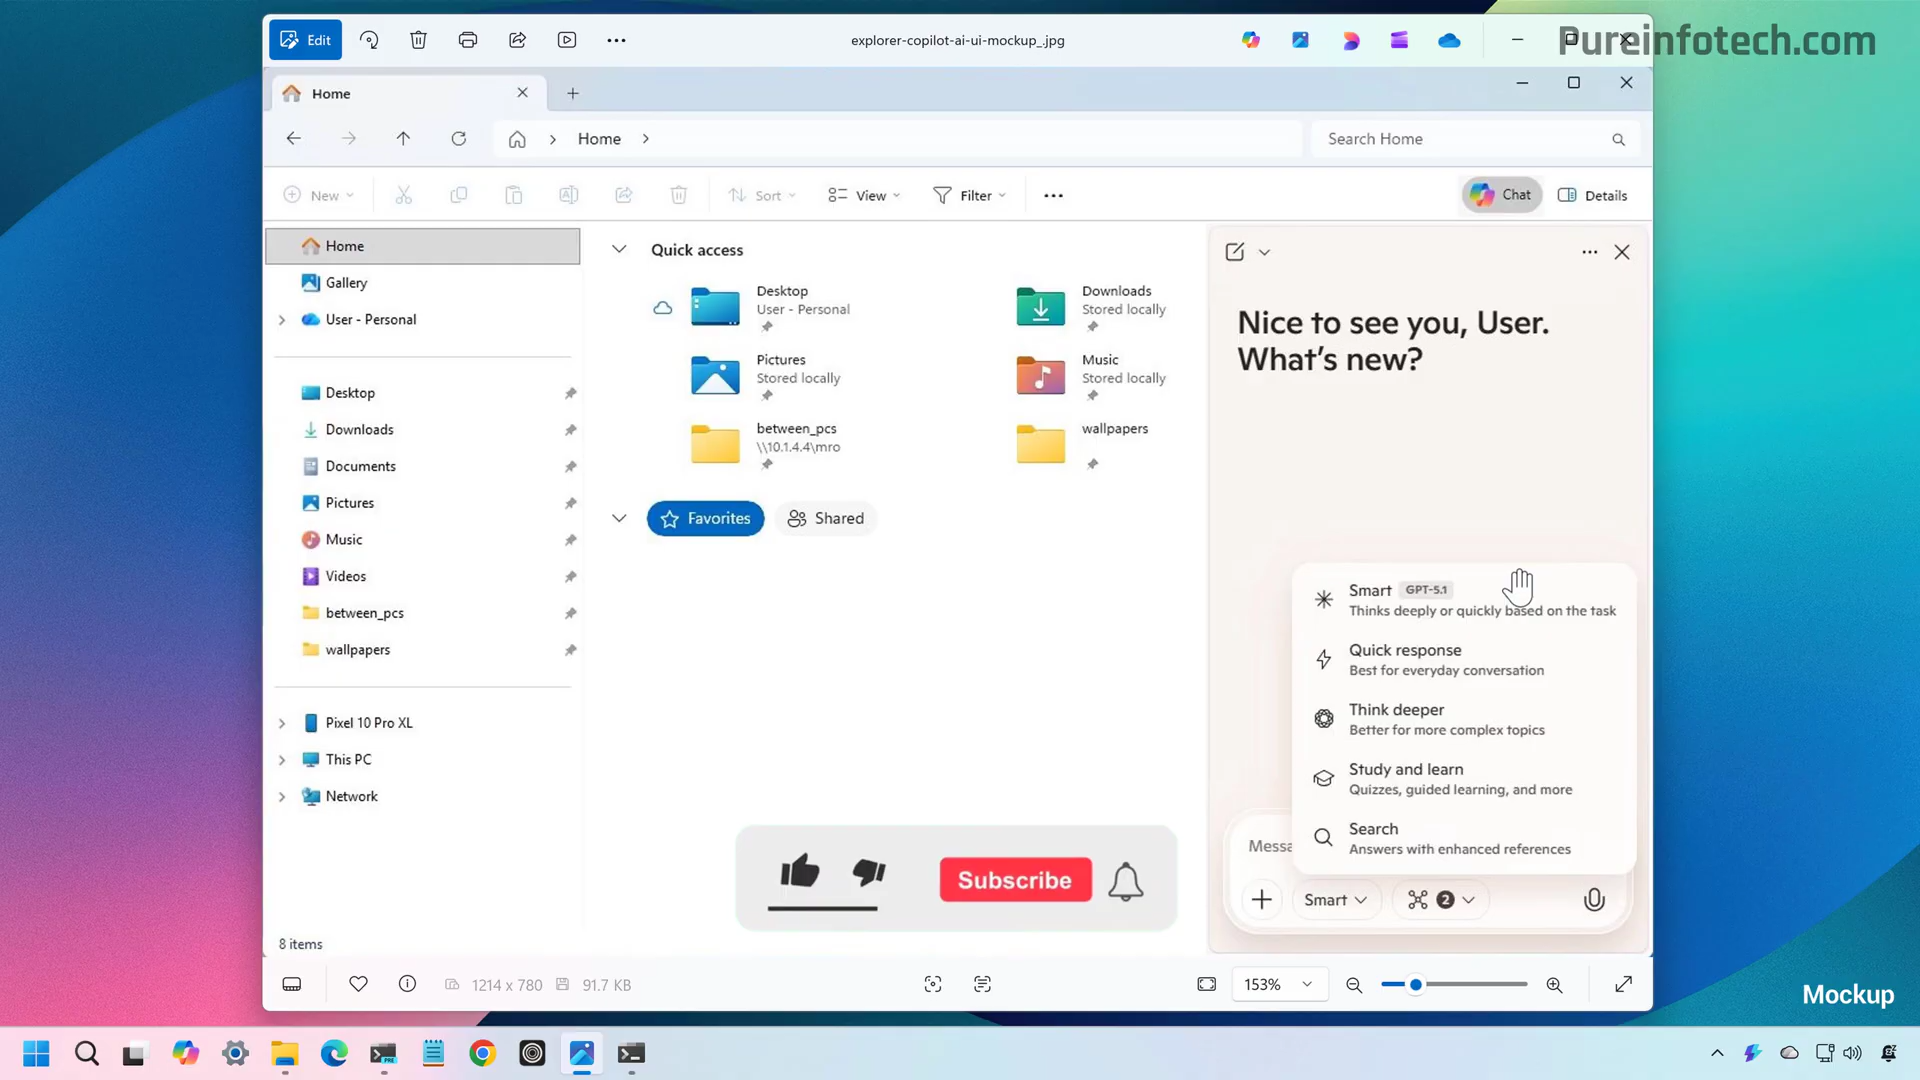 Edit
explorer-copilot-ai-ui-mockup_.jpg
Pureinfotech.com
Home
Home
Search Home
New
Sort
View
Filter
Chat
Details
Home
Gallery
User - Personal
Desktop
Downloads
Documents
Pictures
Music
Videos
between_pcs
wallpapers
Pixel 10 Pro XL
This PC
Network
Quick access
Desktop
User - Personal
Downloads
Stored locally
Pictures
Stored locally
Music
Stored locally
between_pcs
\\10.1.4.4\mro
wallpapers
Favorites
Shared
Nice to see you, User.
What's new?
Smart GPT-5.1
Thinks deeply or quickly based on the task
Quick response
Best for everyday conversation
Think deeper
Better for more complex topics
Study and learn
Quizzes, guided learning, and more
Search
Answers with enhanced references
Messa
Smart
2
Subscribe
8 items
1214 x 780
91.7 KB
153%
Mockup
PRE